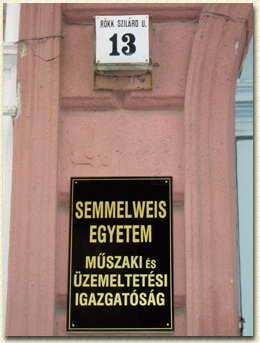 RÖKK SZILÁRD U.
13
SEMMELWEIS
EGYETEM
MŰSZAKI ÉS
ÜZEMELTETÉSI
IGAZGATÓSÁG